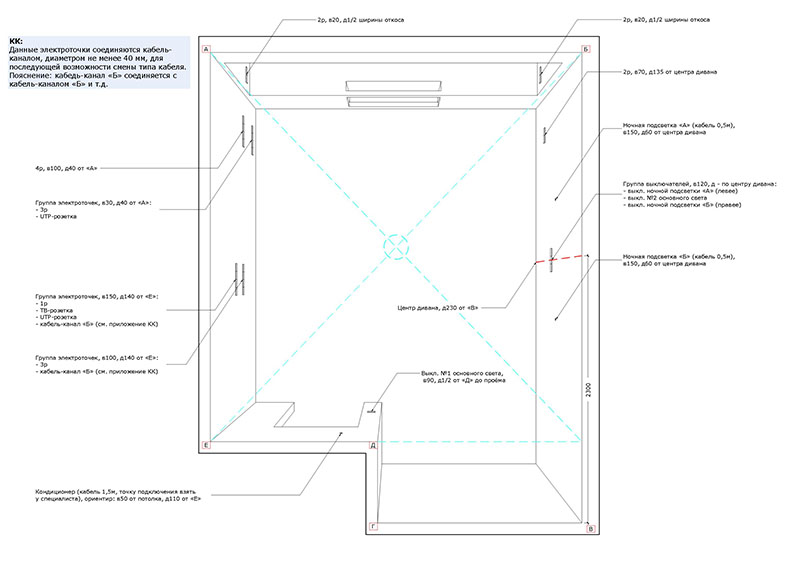 КК:
Данные электроточки соединяются кабель-
каналом, диаметром не менее 40 мм, для
последующей возможности смены типа кабеля.
Пояснение: кабедь-канал «Б» соединяется с
кабель-каналом «Б» и т.д.
2р, в20, д1/2 ширины откоса
2р, в20, д1/2 ширины откоса
А
Б
2р, в70, д135 от центра дивана
Ночная подсветка «А» (кабель 0,5м),
в150, д60 от центра дивана
4р, в100, д40 от «А»
Группа электроточек, в30, д40 от «А»:
- 3р
- UTP-розетка
Группа выключателей, в120, д - по центру дивана:
- выкл. ночной подсветки «А» (левее)
- выкл. №2 основного света
- выкл. ночной подсветки «Б» (правее)
Ночная подсветка «Б» (кабель 0,5м),
в150, д60 от центра дивана
Группа электроточек, в150, д140 от «Е»:
- 1р
- ТВ-розетка
- UTP-розетка
- кабель-канал «Б» (см. приложение КК)
Центр дивана, д230 от «Б»
Группа электроточек, в100, д140 от «Е»:
- 3р
- кабель-канал «Б» (см. приложение КК)
Выкл. №1 основного света,
в90, д1/2 от «Д» до проёма
2300
Е
Д
Кондиционер (кабель 1,5м, точку подключения взять
у специалиста), ориентир: в50 от потолка, д110 от «Е»
Г
В